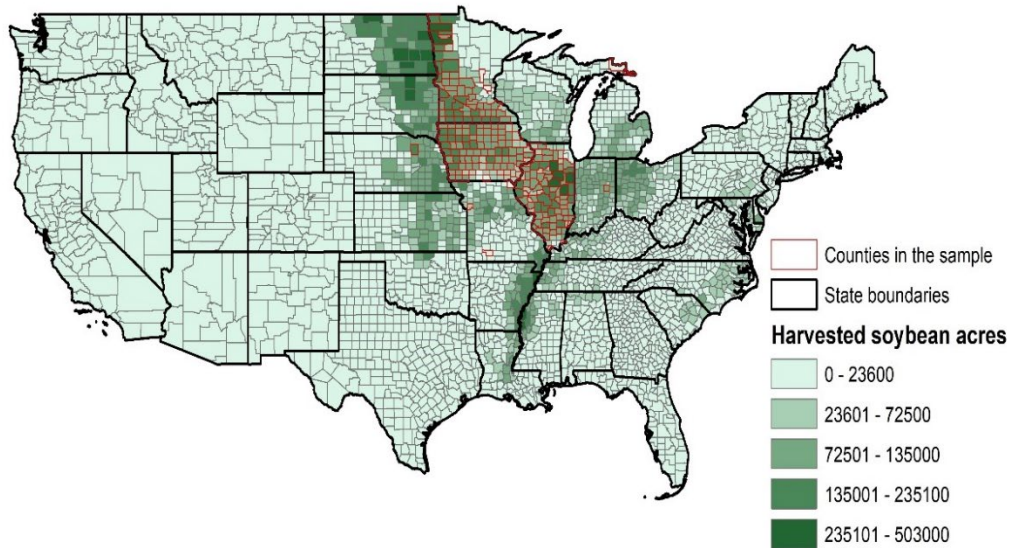 Counties in the sample
State boundaries
Harvested soybean acres
0 - 23600
23601 - 72500
72501 - 135000
135001 - 235100
235101 - 503000